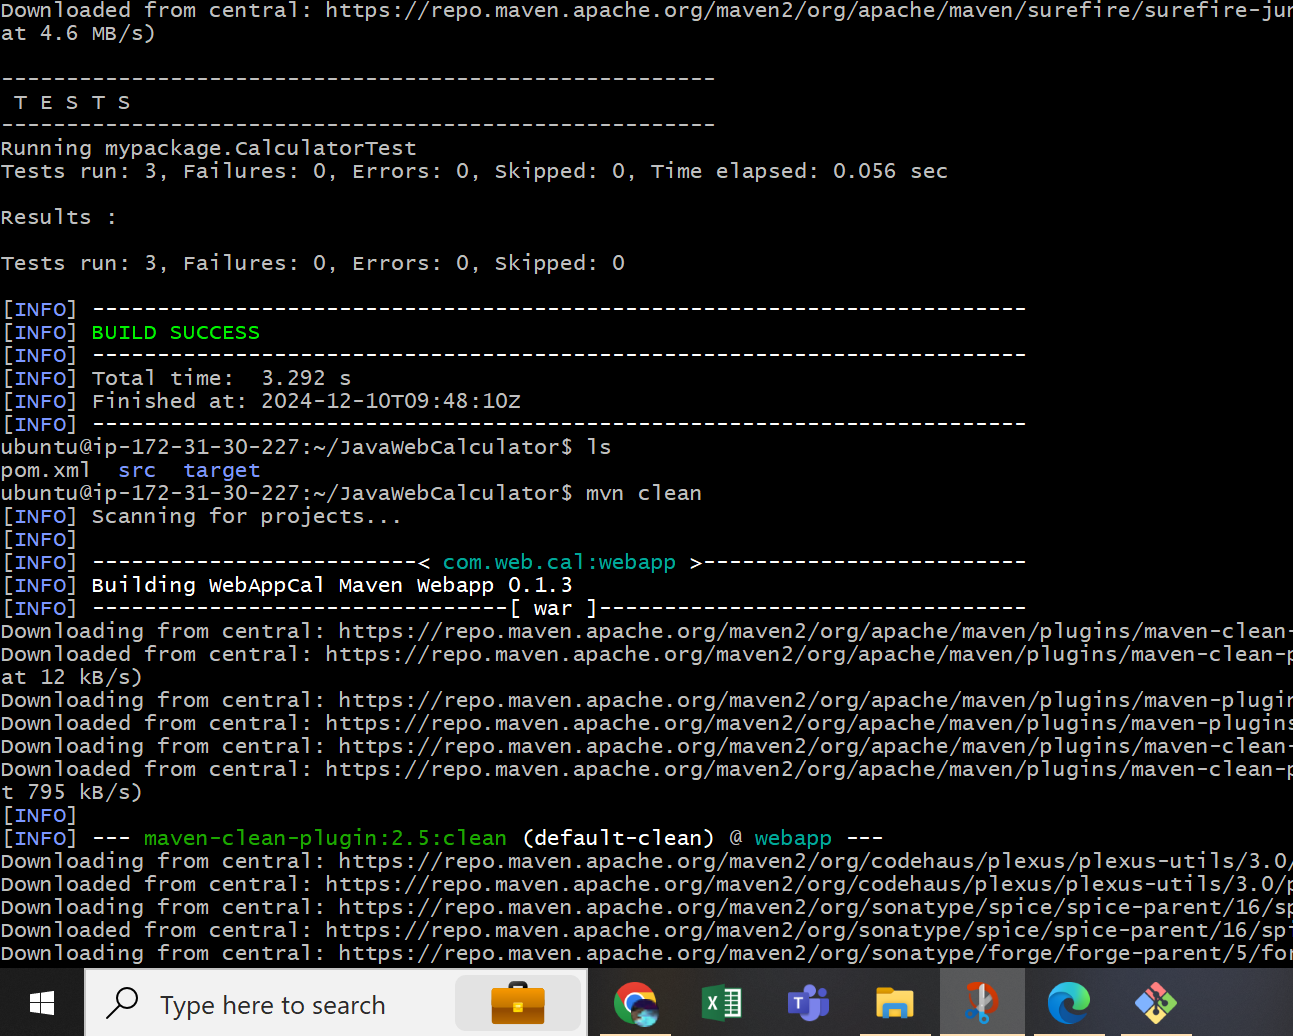 Downloaded from central: https://repo.maven.apache.org/maven2/org/apache/maven/surefire/surefire-jun
at 4.6 MB/s)
-------------------------------------------------------
T E S T S
-------------------------------------------------------
Running mypackage.CalculatorTest
Tests run: 3, Failures: 0, Errors: 0, Skipped: 0, Time elapsed: 0.056 sec
Results :
Tests run: 3, Failures: 0, Errors: 0, Skipped: 0
[INFO] ------------------------------------------------------------------------
[INFO] BUILD SUCCESS
[INFO] ------------------------------------------------------------------------
[INFO] Total time:  3.292 s
[INFO] Finished at: 2024-12-10T09:48:10Z
[INFO] ------------------------------------------------------------------------
ubuntu@ip-172-31-30-227:~/JavaWebCalculator$ ls
pom.xml  src  target
ubuntu@ip-172-31-30-227:~/JavaWebCalculator$ mvn clean
[INFO] Scanning for projects...
[INFO]
[INFO] -------------------------< com.web.cal:webapp >-------------------------
[INFO] Building WebAppCal Maven Webapp 0.1.3
[INFO] --------------------------------[ war ]---------------------------------
Downloading from central: https://repo.maven.apache.org/maven2/org/apache/maven/plugins/maven-clean-
Downloaded from central: https://repo.maven.apache.org/maven2/org/apache/maven/plugins/maven-clean-p
at 12 kB/s)
Downloading from central: https://repo.maven.apache.org/maven2/org/apache/maven/plugins/maven-plugin
Downloaded from central: https://repo.maven.apache.org/maven2/org/apache/maven/plugins/maven-plugins
Downloading from central: https://repo.maven.apache.org/maven2/org/apache/maven/plugins/maven-clean-
Downloaded from central: https://repo.maven.apache.org/maven2/org/apache/maven/plugins/maven-clean-p
t 795 kB/s)
[INFO]
[INFO] --- maven-clean-plugin:2.5:clean (default-clean) @ webapp ---
Downloading from central: https://repo.maven.apache.org/maven2/org/codehaus/plexus/plexus-utils/3.0/
Downloaded from central: https://repo.maven.apache.org/maven2/org/codehaus/plexus/plexus-utils/3.0/p
Downloading from central: https://repo.maven.apache.org/maven2/org/sonatype/spice/spice-parent/16/sp
Downloaded from central: https://repo.maven.apache.org/maven2/org/sonatype/spice/spice-parent/16/spi
Downloading from central: https://repo.maven.apache.org/maven2/org/sonatype/forge/forge-parent/5/for
Type here to search